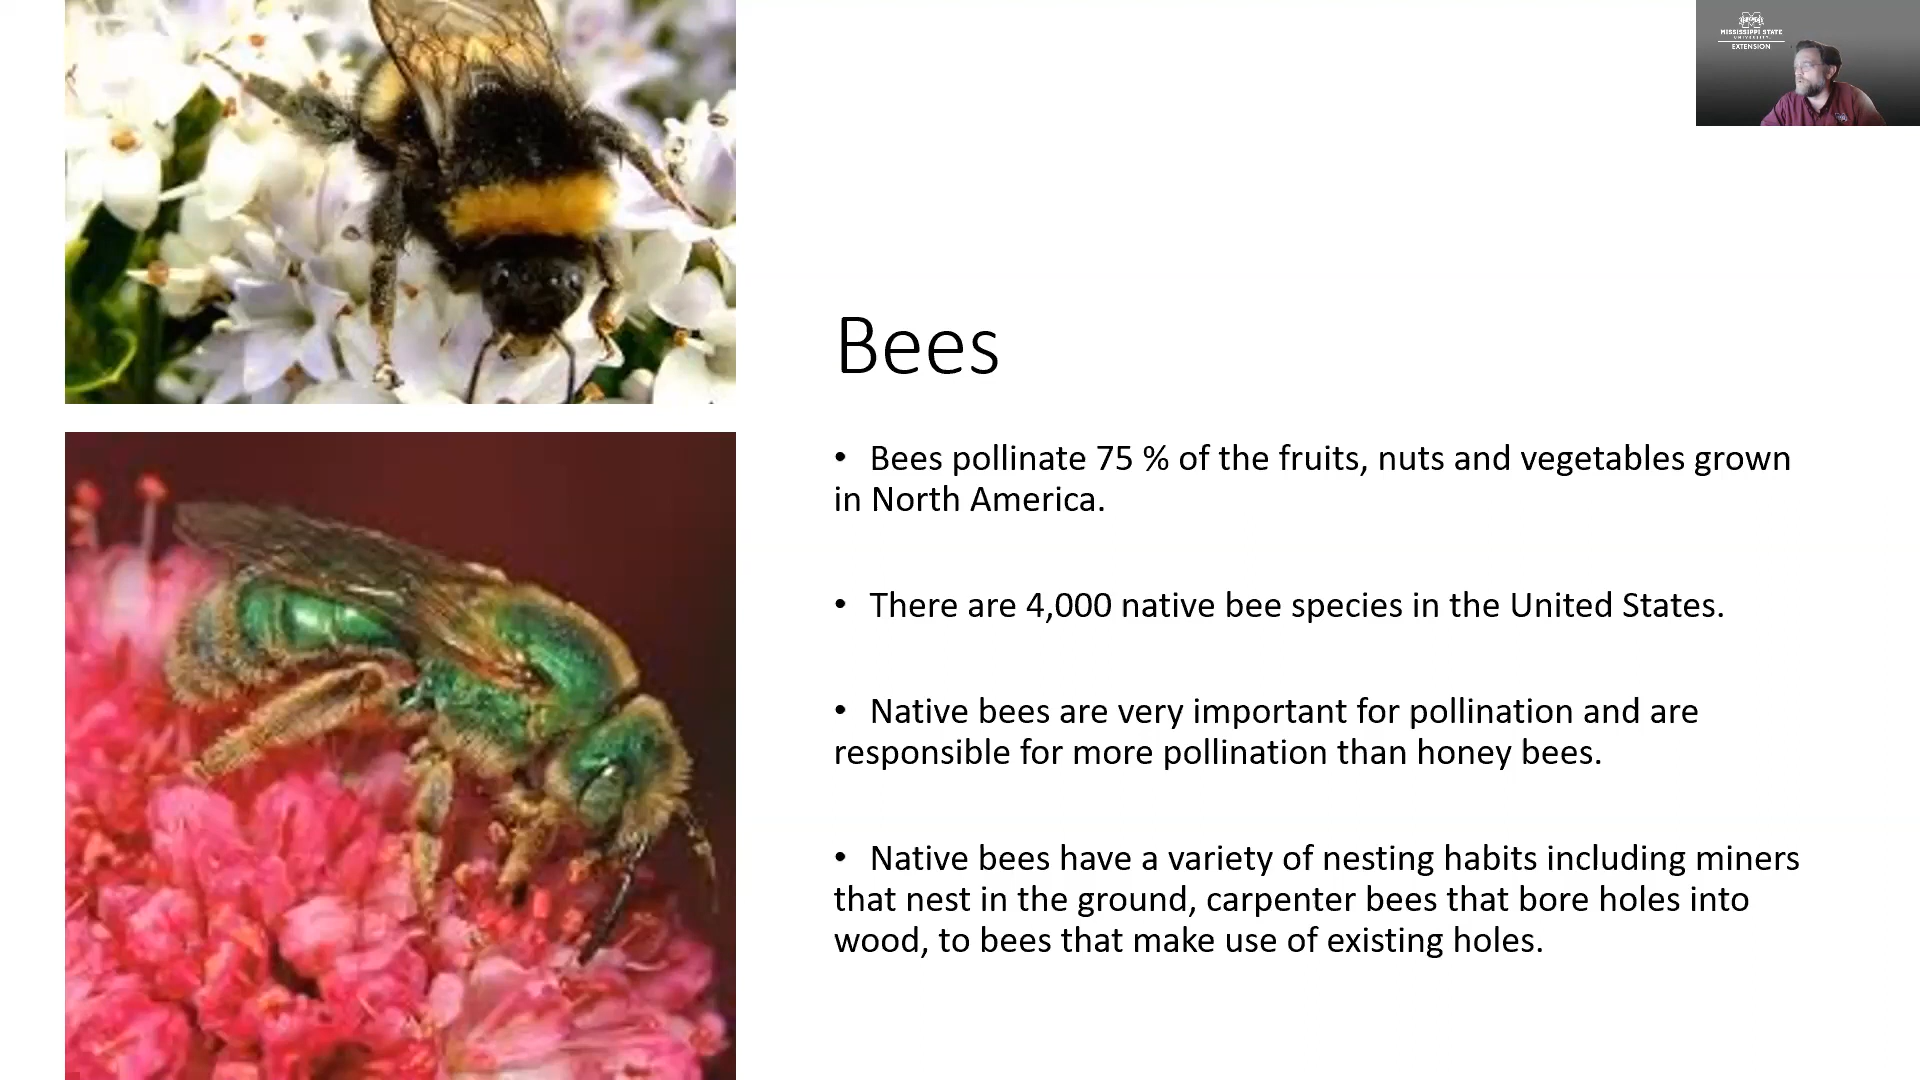 MISSISSIPPI STATE
UNIVERSITY
EXTENSION
Bees
• Bees pollinate 75 % of the fruits, nuts and vegetables grown
in North America.
• There are 4,000 native bee species in the United States.
• Native bees are very important for pollination and are
responsible for more pollination than honey bees.
• Native bees have a variety of nesting habits including miners
that nest in the ground, carpenter bees that bore holes into
wood, to bees that make use of existing holes.